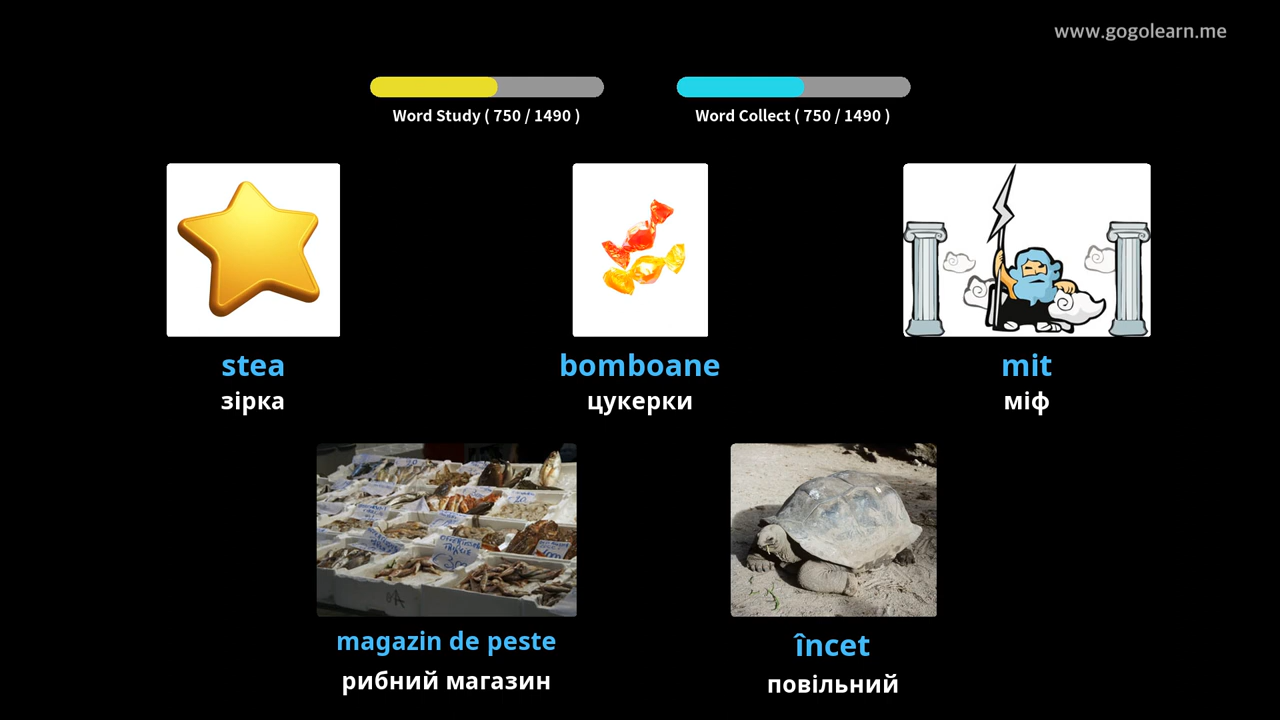 www.gogolearn.me
Word Study ( 750 / 1490 )
Word Collect ( 750 / 1490 )
stea
зірка
bomboane
цукерки
mit
міф
magazin de peste
рибний магазин
încet
повільний